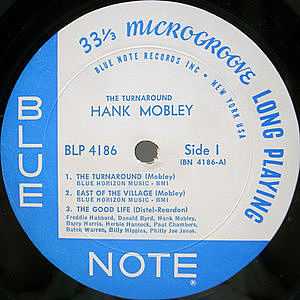 33⅓ MICROGROOVE LONG PLAYING
BLUE NOTE RECORDS INC • NEW YORK USA
THE TURNAROUND
HANK MOBLEY
BLP 4186 Side 1
(BN 4186-A)
1. THE TURNAROUND (Mobley)
BLUE HORIZON MUSIC - BMI
2. EAST OF THE VILLAGE (Mobley)
BLUE HORIZON MUSIC - BMI
3. THE GOOD LIFE (Distel-Reardon)
Freddie Hubbard, Donald Byrd, Hank Mobley,
Barry Harris, Herbie Hancock, Paul Chambers,
Butch Warren, Billy Higgins, Philly Joe Jones.
BLUE
NOTE ®